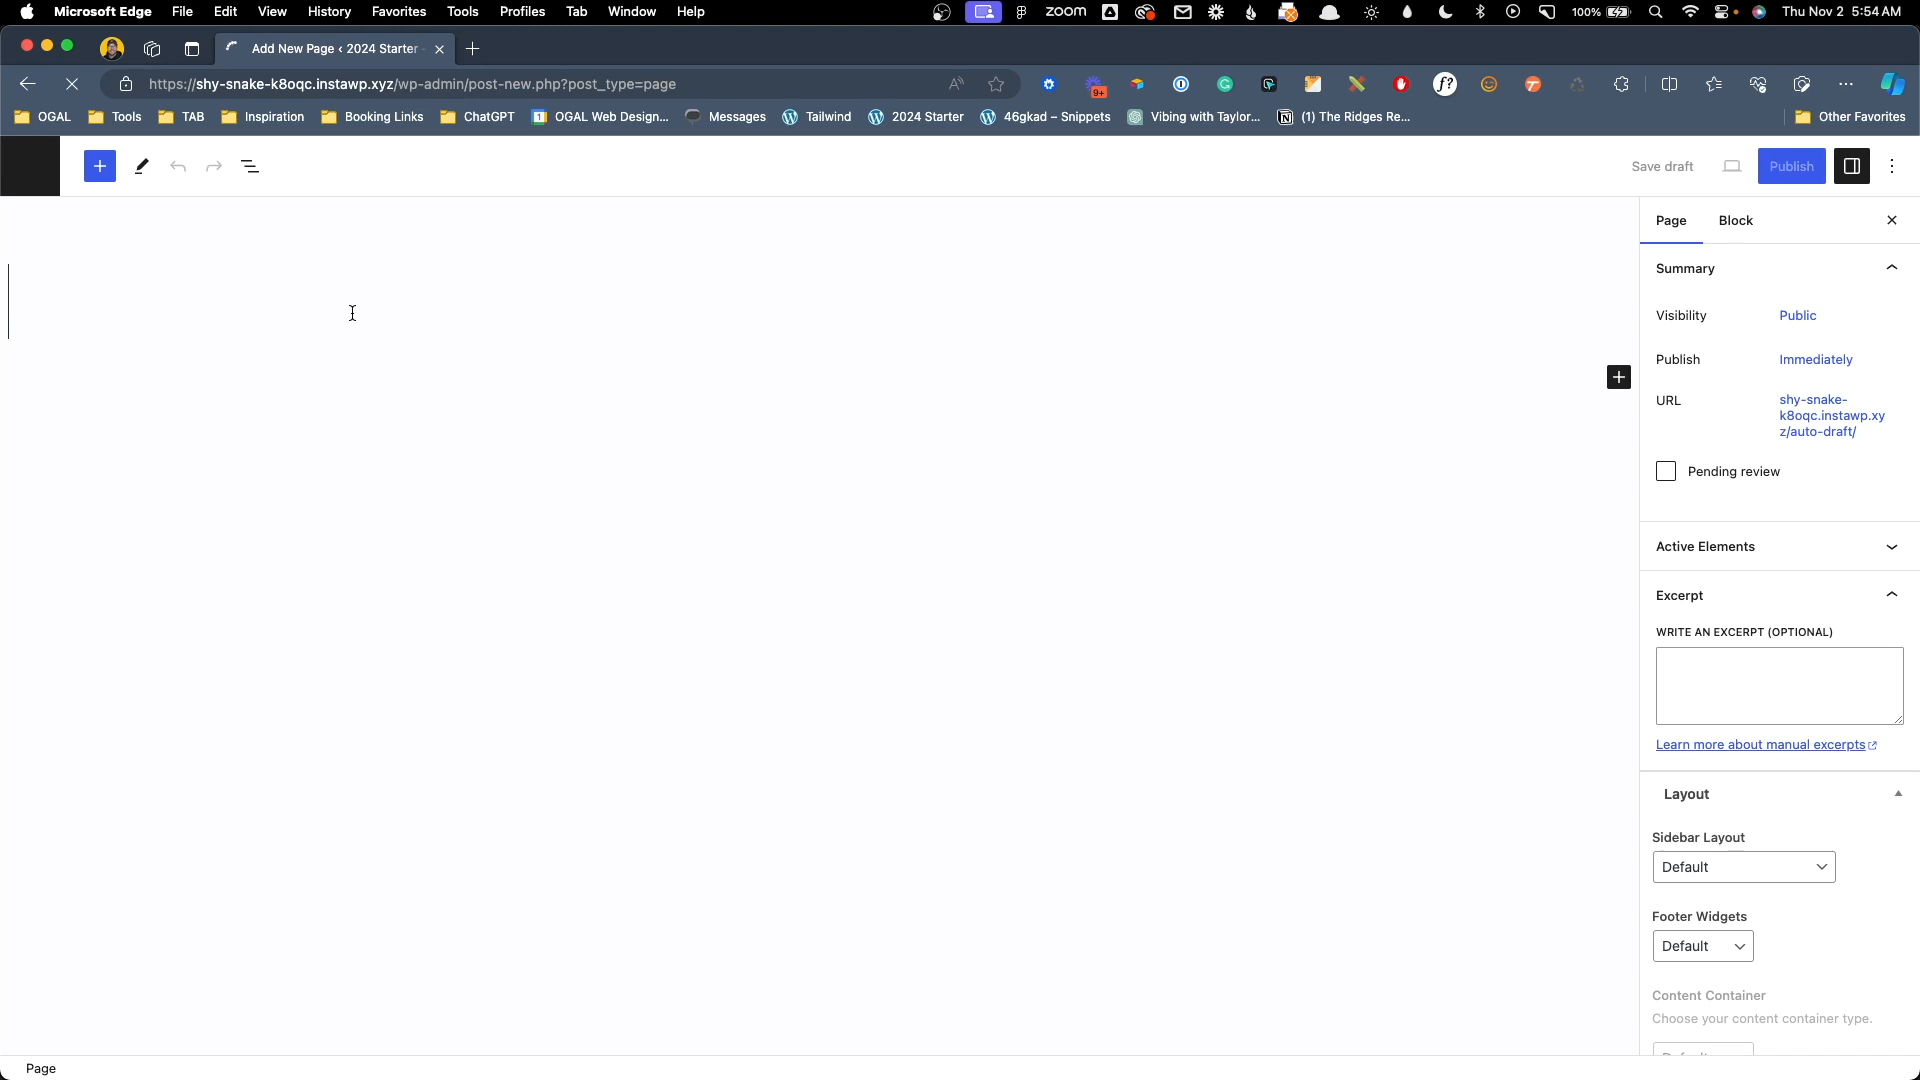 Microsoft Edge File Edit View History Favorites Tools Profiles Tab Window Help zoom 100% Thu Nov 2 5:54 AM
Add New Page ‹ 2024 Starter
https://shy-snake-k8oqc.instawp.xyz/wp-admin/post-new.php?post_type=page
9+
f?
OGAL Tools TAB Inspiration Booking Links ChatGPT 1 OGAL Web Design... Messages Tailwind 2024 Starter 46gkad – Snippets Vibing with Taylor... (1) The Ridges Re... Other Favorites
Save draft Publish
Page Block
Summary
Visibility Public
Publish Immediately
URL shy-snake-
k8oqc.instawp.xy
z/auto-draft/
Pending review
Active Elements
Excerpt
WRITE AN EXCERPT (OPTIONAL)
Learn more about manual excerpts
Layout
Sidebar Layout
Default
Footer Widgets
Default
Content Container
Choose your content container type.
Page